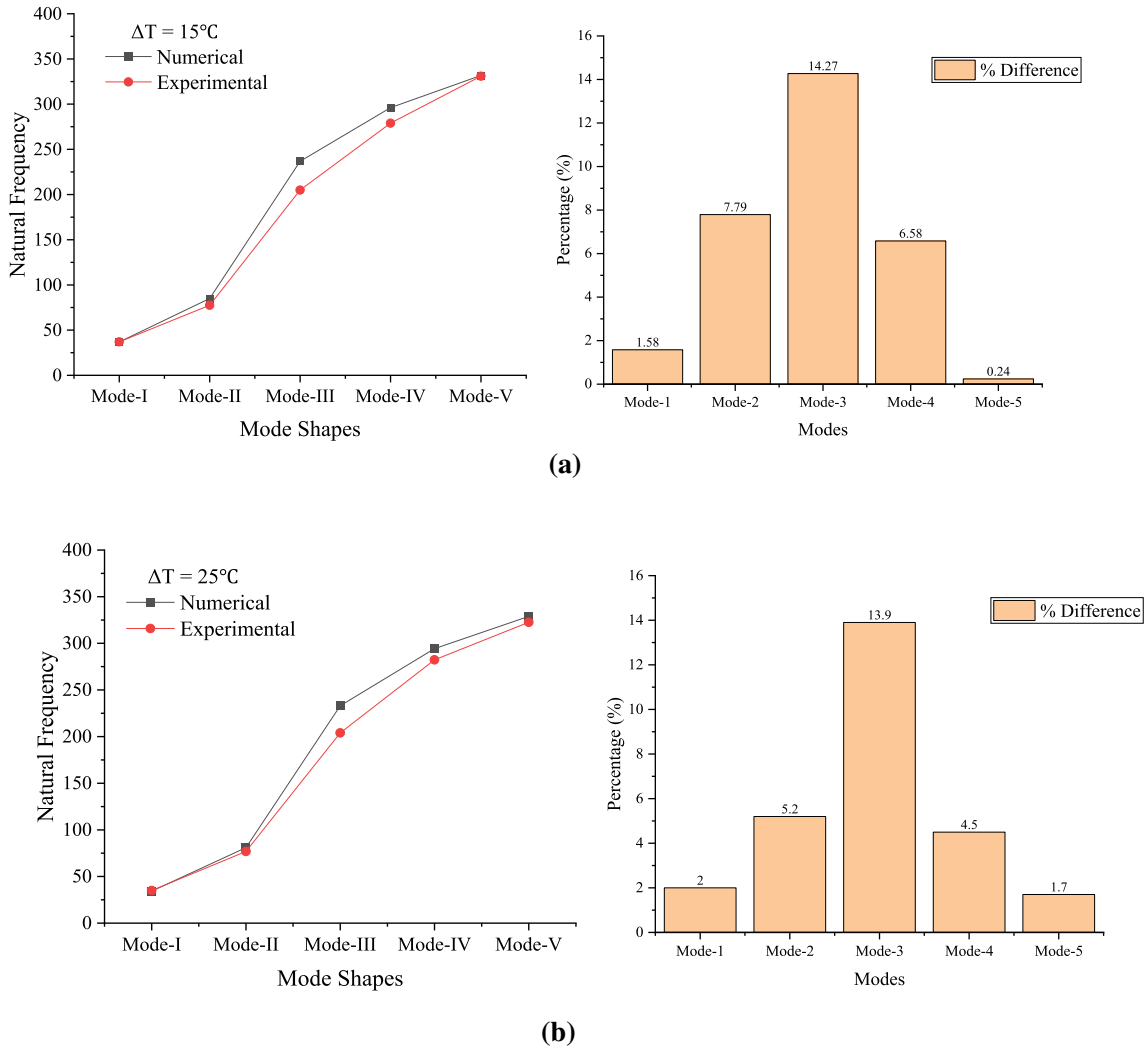 ΔT = 15℃
Numerical
Experimental
Natural Frequency
400
350
300
250
200
150
100
50
0
Mode-I Mode-II Mode-III Mode-IV Mode-V
Mode Shapes
% Difference
Percentage (%)
16
14
12
10
8
6
4
2
0
1.58
7.79
14.27
6.58
0.24
Mode-1 Mode-2 Mode-3 Mode-4 Mode-5
Modes
(a)
ΔT = 25℃
Numerical
Experimental
Natural Frequency
400
350
300
250
200
150
100
50
0
Mode-I Mode-II Mode-III Mode-IV Mode-V
Mode Shapes
% Difference
Percentage (%)
16
14
12
10
8
6
4
2
0
2
5.2
13.9
4.5
1.7
Mode-1 Mode-2 Mode-3 Mode-4 Mode-5
Modes
(b)